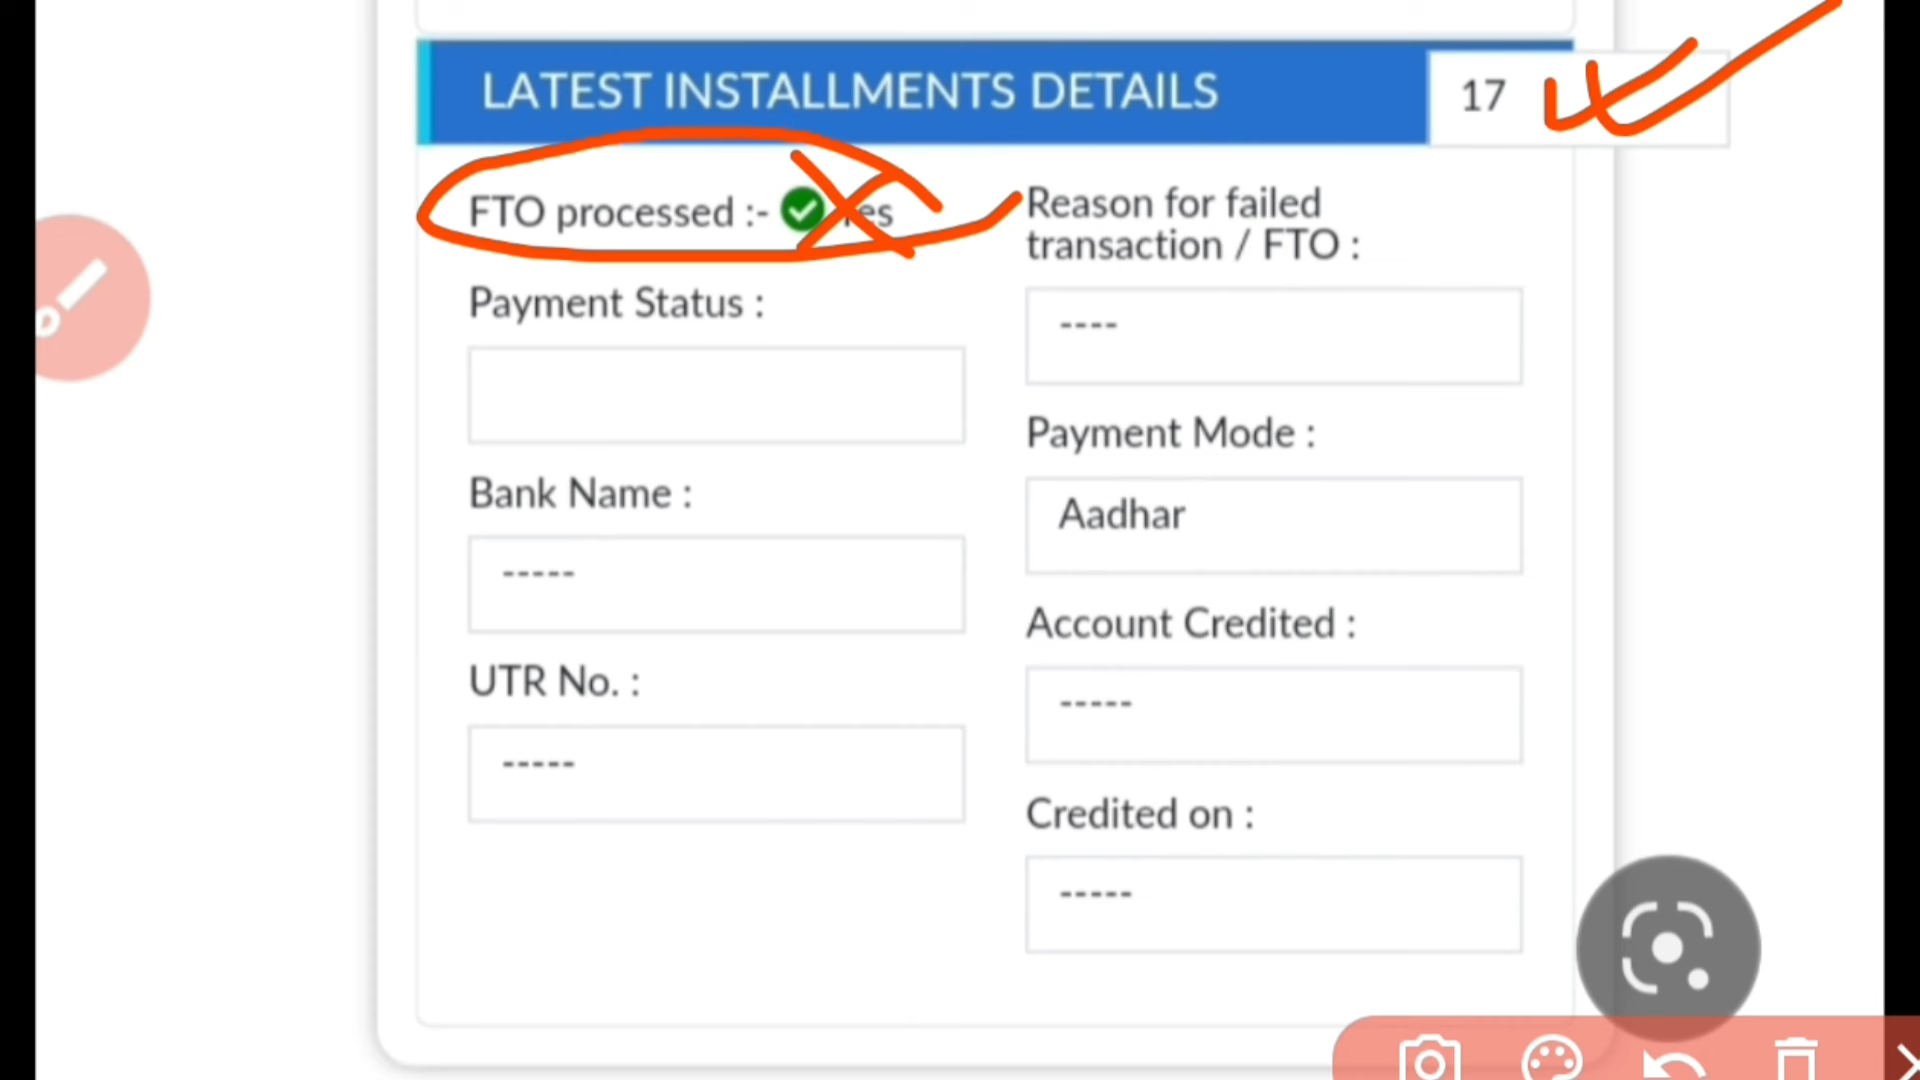 LATEST INSTALLMENTS DETAILS
17
FTO processed :- Yes
Reason for failed
transaction / FTO :
----
Payment Status :
Payment Mode :
Aadhar
Bank Name :
-----
Account Credited :
-----
UTR No. :
-----
Credited on :
-----